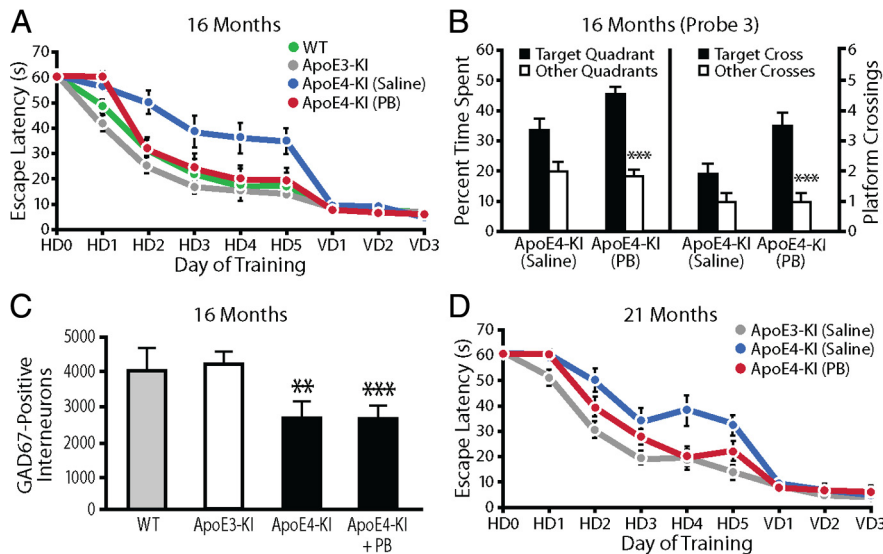 A
16 Months
Escape Latency (s)
70
60
50
40
30
20
10
0
WT
ApoE3-KI
ApoE4-KI (Saline)
ApoE4-KI (PB)
HD0 HD1 HD2 HD3 HD4 HD5 VD1 VD2 VD3
Day of Training
B
16 Months (Probe 3)
Percent Time Spent
60
50
40
30
20
10
0
Target Quadrant
Other Quadrants
Target Cross
Other Crosses
***
***
6
5
4
3
2
1
0
Platform Crossings
ApoE4-KI ApoE4-KI ApoE4-KI ApoE4-KI
(Saline) (PB) (Saline) (PB)
C
16 Months
GAD67-Positive
Interneurons
5000
4000
3000
2000
1000
0
** ***
WT ApoE3-KI ApoE4-KI ApoE4-KI
+ PB
D
21 Months
Escape Latency (s)
70
60
50
40
30
20
10
0
ApoE3-KI (Saline)
ApoE4-KI (Saline)
ApoE4-KI (PB)
HD0 HD1 HD2 HD3 HD4 HD5 VD1 VD2 VD3
Day of Training